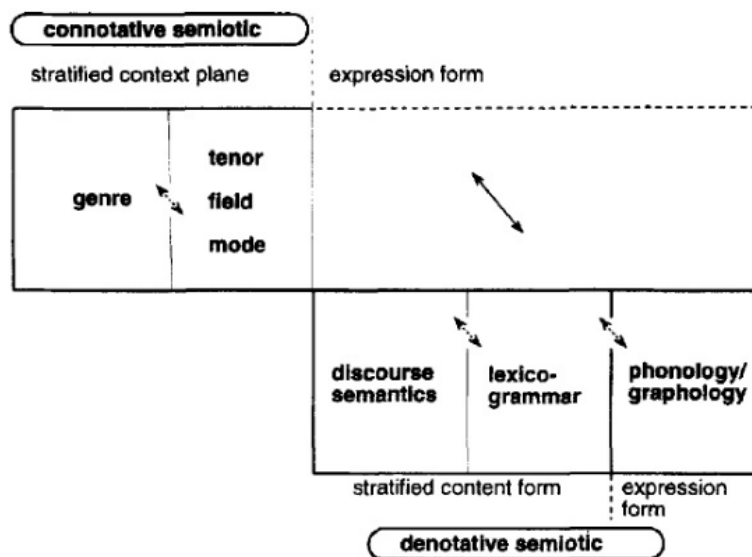 connotative semiotic
stratified context plane
expression form
genre
tenor
field
mode
discourse
semantics
lexico-
grammar
phonology/
graphology
stratified content form
expression
form
denotative semiotic